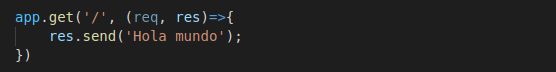 app.get('/', (req, res)=>{
    res.send('Hola mundo');
})